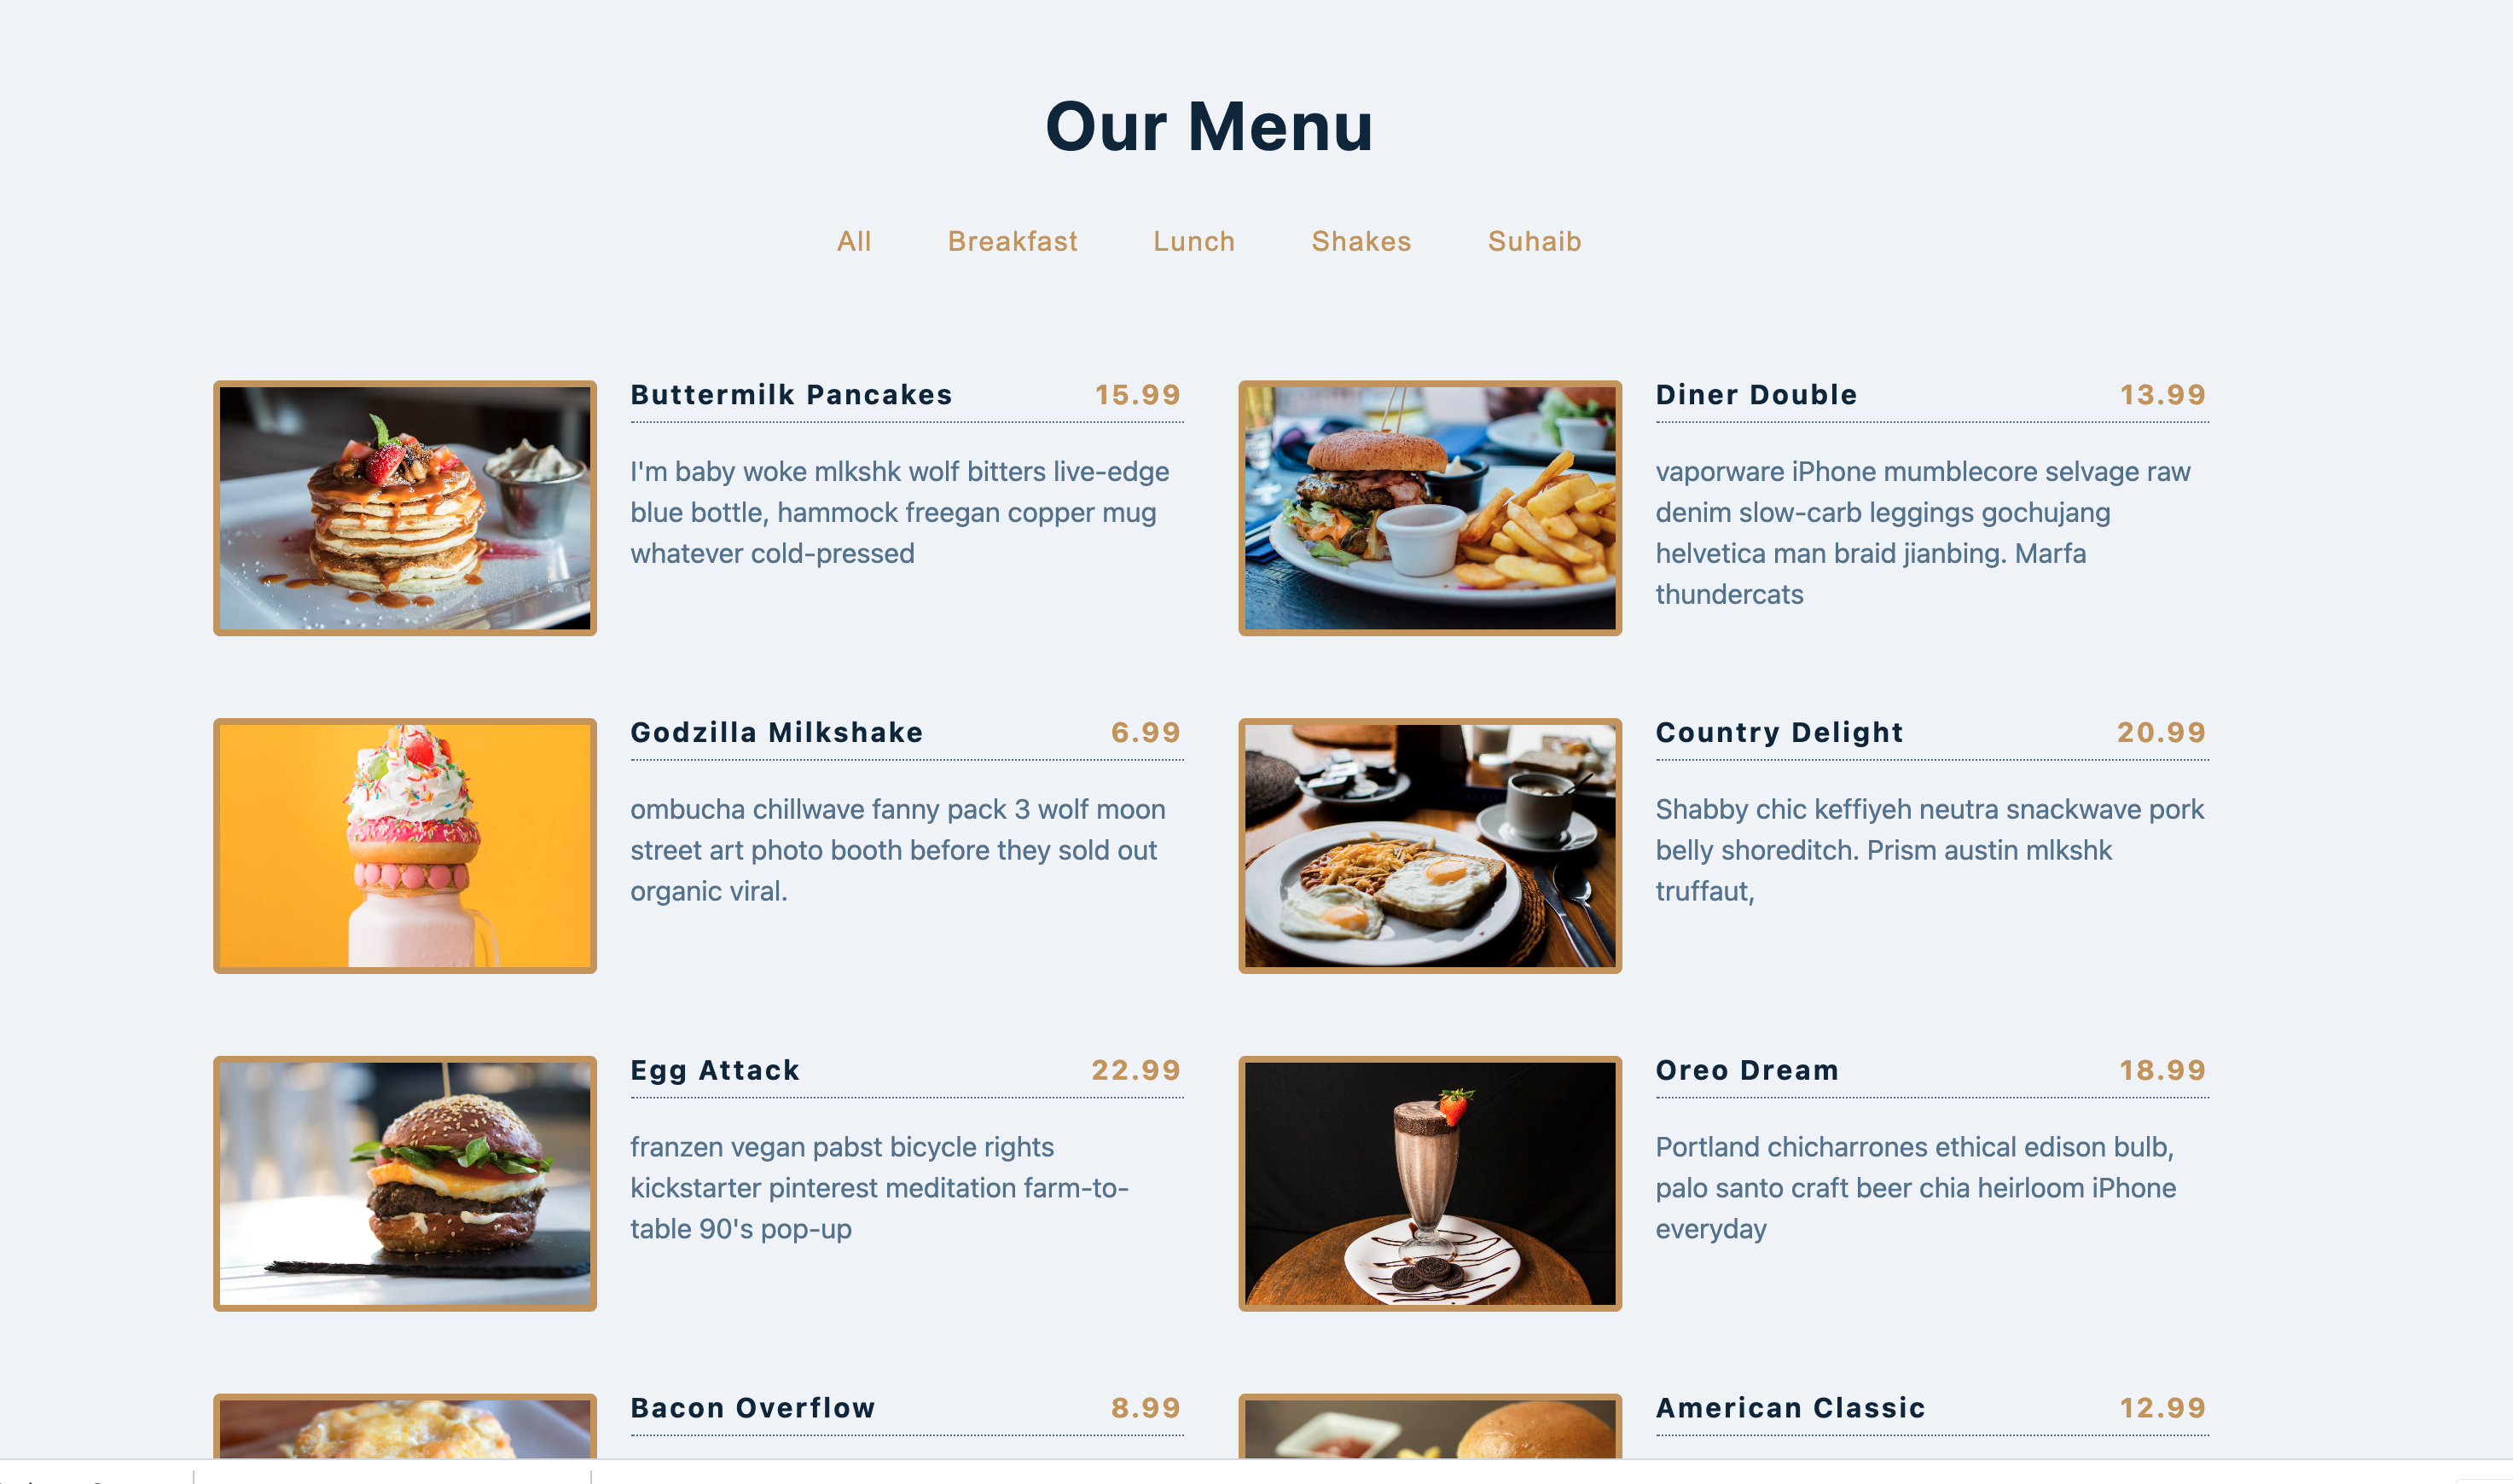 Our Menu
All Breakfast Lunch Shakes Suhaib
Buttermilk Pancakes 15.99
I'm baby woke mlkshk wolf bitters live-edge
blue bottle, hammock freegan copper mug
whatever cold-pressed
Diner Double 13.99
vaporware iPhone mumblecore selvage raw
denim slow-carb leggings gochujang
helvetica man braid jianbing. Marfa
thundercats
Godzilla Milkshake 6.99
ombucha chillwave fanny pack 3 wolf moon
street art photo booth before they sold out
organic viral.
Country Delight 20.99
Shabby chic keffiyeh neutra snackwave pork
belly shoreditch. Prism austin mlkshk
truffaut,
Egg Attack 22.99
franzen vegan pabst bicycle rights
kickstarter pinterest meditation farm-to-
table 90's pop-up
Oreo Dream 18.99
Portland chicharrones ethical edison bulb,
palo santo craft beer chia heirloom iPhone
everyday
Bacon Overflow 8.99
American Classic 12.99